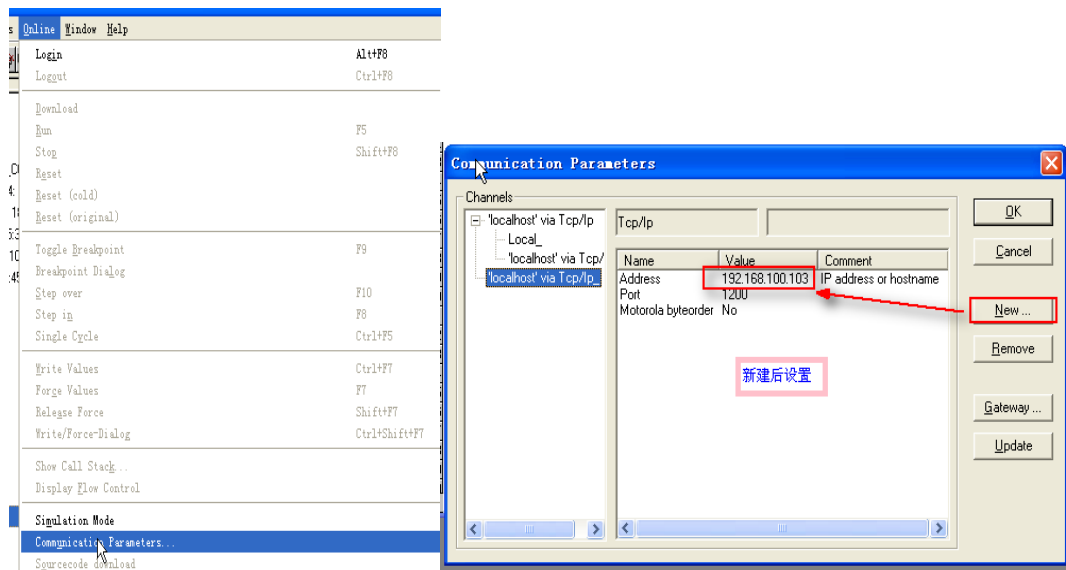 s Online Window Help
Login Alt+F8
Logout Ctrl+F8
Download
Run F5
Stop Shift+F8
Reset
Reset (cold)
Reset (original)
Toggle Breakpoint F9
Breakpoint Dialog
Step over F10
Step in F8
Single Cycle Ctrl+F5
Write Values Ctrl+F7
Force Values F7
Release Force Shift+F7
Write/Force-Dialog Ctrl+Shift+F7
Show Call Stack...
Display Flow Control
Simulation Mode
Communication Parameters...
Sourcecode download
Communication Parameters
Channels
'localhost' via Tcp/Ip
Local_
'localhost' via Tcp/
'localhost' via Tcp/Ip_
Tcp/Ip
Name Value Comment
Address 192.168.100.103 IP address or hostname
Port 1200
Motorola byteorder No
新建后设置
OK
Cancel
New ...
Remove
Gateway ...
Update